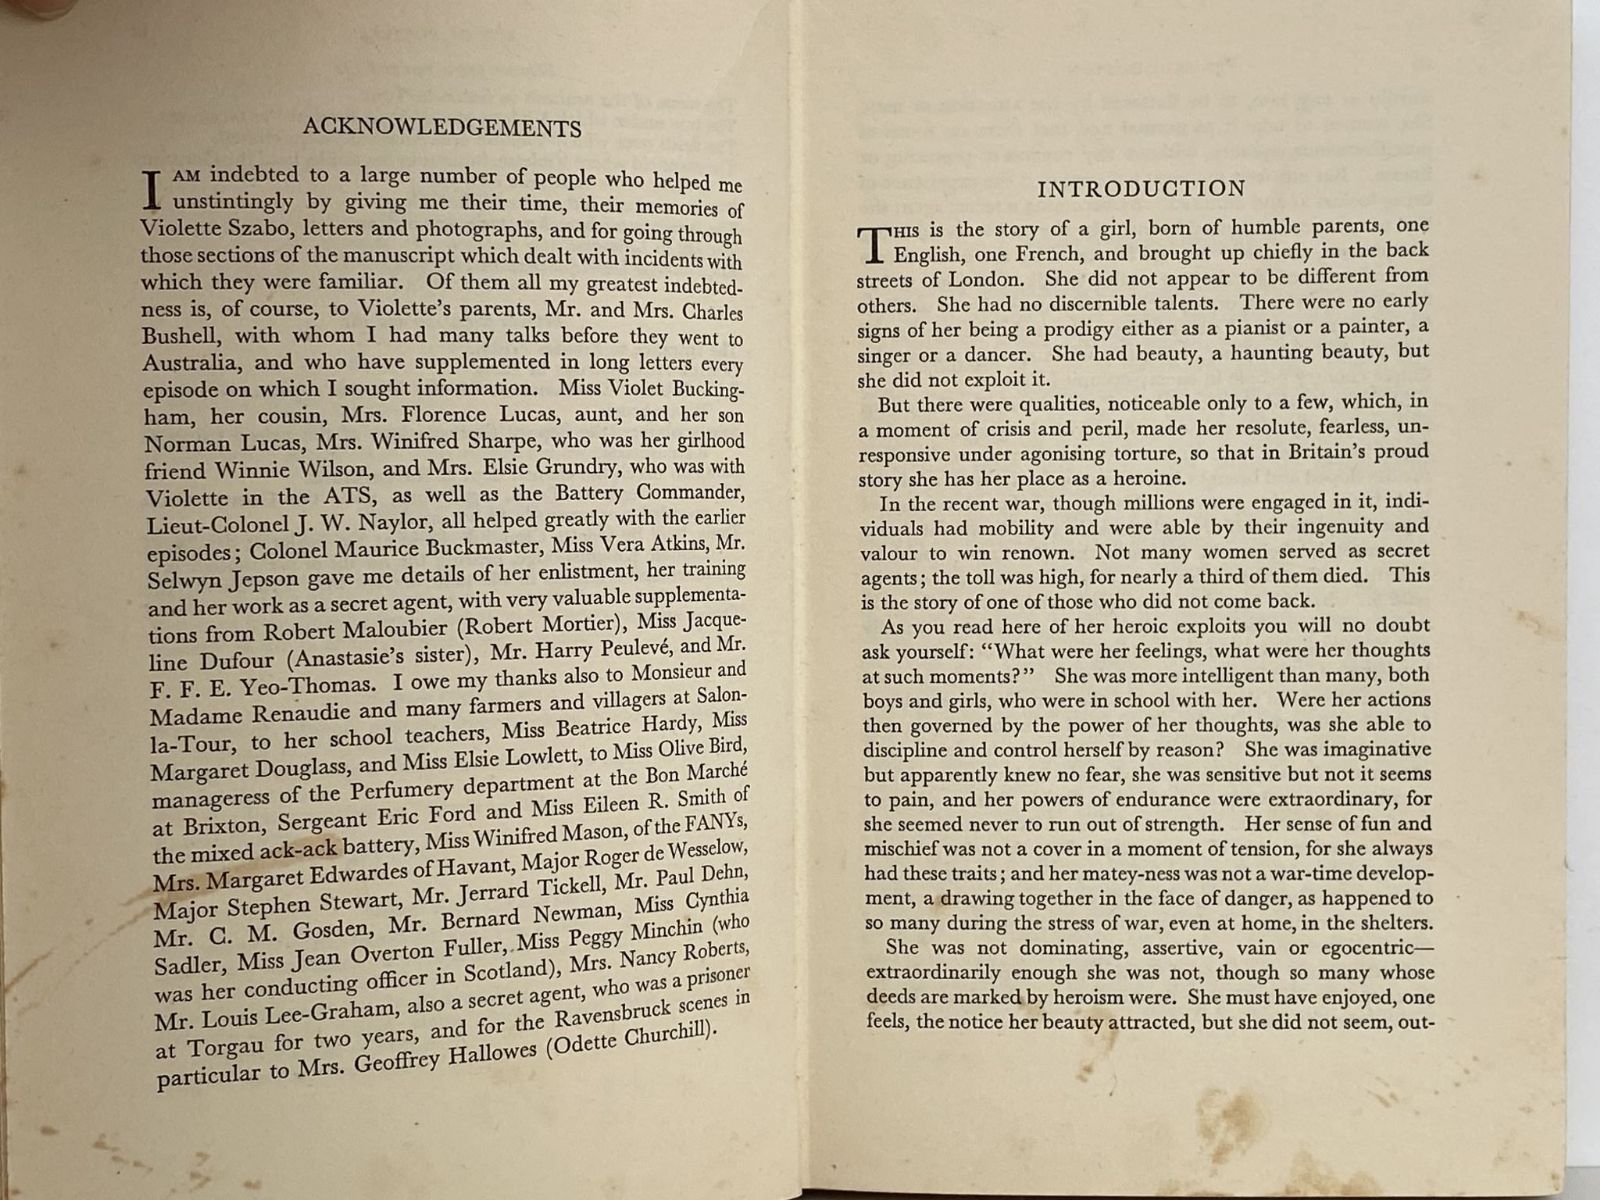 ACKNOWLEDGEMENTS
I AM indebted to a large number of people who helped me
unstintingly by giving me their time, their memories of
Violette Szabo, letters and photographs, and for going through
those sections of the manuscript which dealt with incidents with
which they were familiar. Of them all my greatest indebted-
ness is, of course, to Violette's parents, Mr. and Mrs. Charles
Bushell, with whom I had many talks before they went to
Australia, and who have supplemented in long letters every
episode on which I sought information. Miss Violet Bucking-
ham, her cousin, Mrs. Florence Lucas, aunt, and her son
Norman Lucas, Mrs. Winifred Sharpe, who was her girlhood
friend Winnie Wilson, and Mrs. Elsie Grundry, who was with
Violette in the ATS, as well as the Battery Commander,
Lieut-Colonel J. W. Naylor, all helped greatly with the earlier
episodes; Colonel Maurice Buckmaster, Miss Vera Atkins, Mr.
Selwyn Jepson gave me details of her enlistment, her training
and her work as a secret agent, with very valuable supplementa-
tions from Robert Maloubier (Robert Mortier), Miss Jacque-
line Dufour (Anastasie's sister), Mr. Harry Peulevé, and Mr.
F. F. E. Yeo-Thomas. I owe my thanks also to Monsieur and
Madame Renaudie and many farmers and villagers at Salon-
la-Tour, to her school teachers, Miss Beatrice Hardy, Miss
Margaret Douglass, and Miss Elsie Lowlett, to Miss Olive Bird,
manageress of the Perfumery department at the Bon Marché
at Brixton, Sergeant Eric Ford and Miss Eileen R. Smith of
the mixed ack-ack battery, Miss Winifred Mason, of the FANYs,
Mrs. Margaret Edwardes of Havant, Major Roger de Wesselow,
Major Stephen Stewart, Mr. Jerrard Tickell, Mr. Paul Dehn,
Mr. C. M. Gosden, Mr. Bernard Newman, Miss Cynthia
Sadler, Miss Jean Overton Fuller, Miss Peggy Minchin (who
was her conducting officer in Scotland), Mrs. Nancy Roberts,
Mr. Louis Lee-Graham, also a secret agent, who was a prisoner
at Torgau for two years, and for the Ravensbruck scenes in
particular to Mrs. Geoffrey Hallowes (Odette Churchill).
INTRODUCTION
THIS is the story of a girl, born of humble parents, one
English, one French, and brought up chiefly in the back
streets of London. She did not appear to be different from
others. She had no discernible talents. There were no early
signs of her being a prodigy either as a pianist or a painter, a
singer or a dancer. She had beauty, a haunting beauty, but
she did not exploit it.
But there were qualities, noticeable only to a few, which, in
a moment of crisis and peril, made her resolute, fearless, un-
responsive under agonising torture, so that in Britain's proud
story she has her place as a heroine.
In the recent war, though millions were engaged in it, indi-
viduals had mobility and were able by their ingenuity and
valour to win renown. Not many women served as secret
agents; the toll was high, for nearly a third of them died. This
is the story of one of those who did not come back.
As you read here of her heroic exploits you will no doubt
ask yourself: "What were her feelings, what were her thoughts
at such moments?" She was more intelligent than many, both
boys and girls, who were in school with her. Were her actions
then governed by the power of her thoughts, was she able to
discipline and control herself by reason? She was imaginative
but apparently knew no fear, she was sensitive but not it seems
to pain, and her powers of endurance were extraordinary, for
she seemed never to run out of strength. Her sense of fun and
mischief was not a cover in a moment of tension, for she always
had these traits; and her matey-ness was not a war-time develop-
ment, a drawing together in the face of danger, as happened to
so many during the stress of war, even at home, in the shelters.
She was not dominating, assertive, vain or egocentric—
extraordinarily enough she was not, though so many whose
deeds are marked by heroism were. She must have enjoyed, one
feels, the notice her beauty attracted, but she did not seem, out-